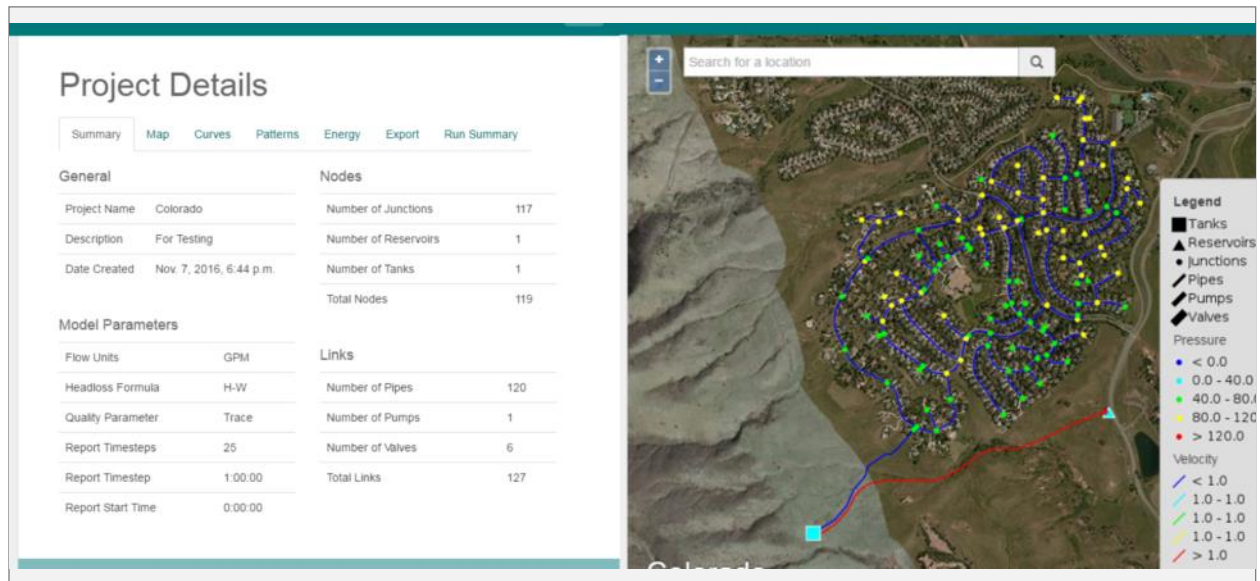 Project Details
Summary Map Curves Patterns Energy Export Run Summary
General
Project Name Colorado
Description For Testing
Date Created Nov. 7, 2016, 6:44 p.m.
Model Parameters
Flow Units GPM
Headloss Formula H-W
Quality Parameter Trace
Report Timesteps 25
Report Timestep 1:00:00
Report Start Time 0:00:00
Nodes
Number of Junctions 117
Number of Reservoirs 1
Number of Tanks 1
Total Nodes 119
Links
Number of Pipes 120
Number of Pumps 1
Number of Valves 6
Total Links 127
+
Search for a location
-
Legend
Tanks
Reservoirs
Junctions
Pipes
Pumps
Valves
Pressure
< 0.0
0.0 - 40.0
40.0 - 80.0
80.0 - 120
> 120.0
Velocity
< 1.0
1.0 - 1.0
1.0 - 1.0
1.0 - 1.0
> 1.0
Colorado